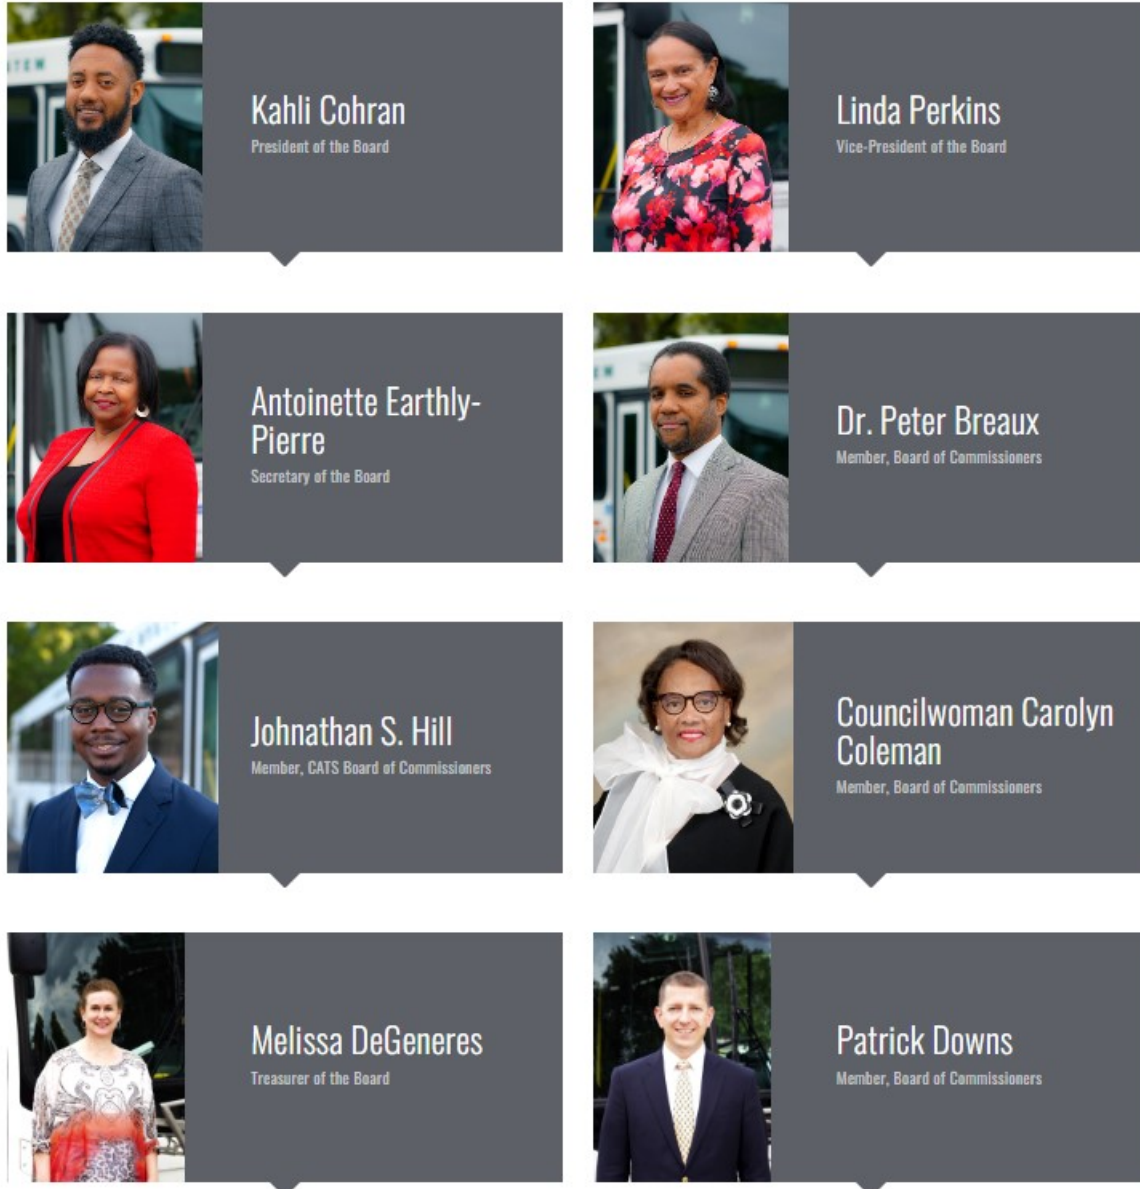 Kahli Cohran
President of the Board
Linda Perkins
Vice-President of the Board
Antoinette Earthly-
Pierre
Secretary of the Board
Dr. Peter Breaux
Member, Board of Commissioners
Johnathan S. Hill
Member, CATS Board of Commissioners
Councilwoman Carolyn
Coleman
Member, Board of Commissioners
Melissa DeGeneres
Treasurer of the Board
Patrick Downs
Member, Board of Commissioners